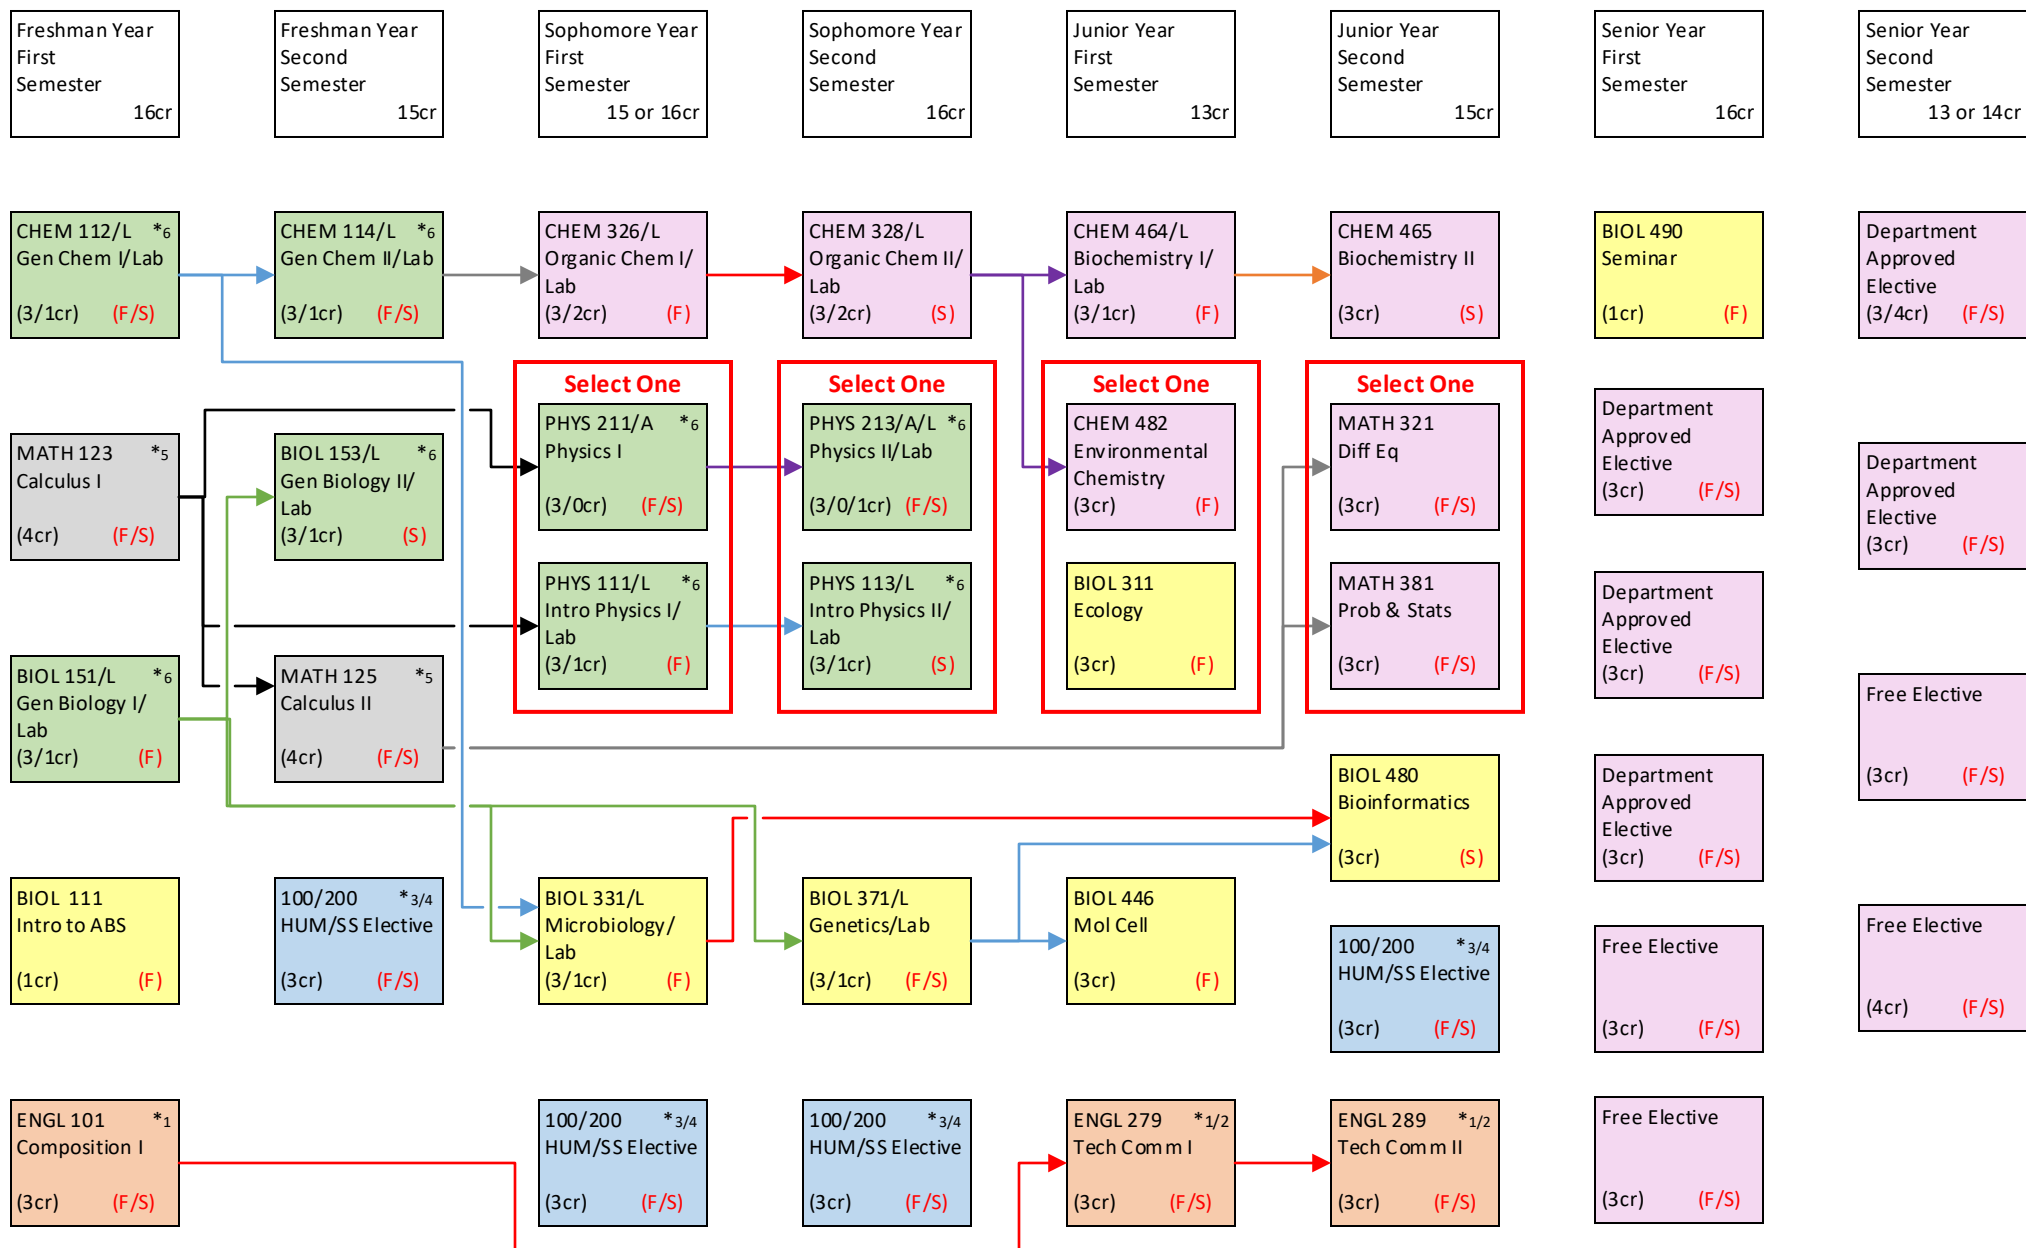 Freshman Year
First
Semester
16cr
Freshman Year
Second
Semester
15cr
Sophomore Year
First
Semester
15 or 16cr
Sophomore Year
Second
Semester
16cr
Junior Year
First
Semester
13cr
Junior Year
Second
Semester
15cr
Senior Year
First
Semester
16cr
Senior Year
Second
Semester
13 or 14cr
CHEM 112/L *6
Gen Chem I/Lab
(3/1cr) (F/S)
CHEM 114/L *6
Gen Chem II/Lab
(3/1cr) (F/S)
CHEM 326/L
Organic Chem I/
Lab
(3/2cr) (F)
CHEM 328/L
Organic Chem II/
Lab
(3/2cr) (S)
CHEM 464/L
Biochemistry I/
Lab
(3/1cr) (F)
CHEM 465
Biochemistry II
(3cr) (S)
BIOL 490
Seminar
(1cr) (F)
Department
Approved
Elective
(3/4cr) (F/S)
MATH 123 *5
Calculus I
(4cr) (F/S)
BIOL 153/L *6
Gen Biology II/
Lab
(3/1cr) (S)
Select One
PHYS 211/A *6
Physics I
(3/0cr) (F/S)
PHYS 111/L *6
Intro Physics I/
Lab
(3/1cr) (F)
Select One
PHYS 213/A/L *6
Physics II/Lab
(3/0/1cr) (F/S)
PHYS 113/L *6
Intro Physics II/
Lab
(3/1cr) (S)
Select One
CHEM 482
Environmental
Chemistry
(3cr) (F)
BIOL 311
Ecology
(3cr) (F)
Select One
MATH 321
Diff Eq
(3cr) (F/S)
MATH 381
Prob & Stats
(3cr) (F/S)
Department
Approved
Elective
(3cr) (F/S)
Department
Approved
Elective
(3cr) (F/S)
Department
Approved
Elective
(3cr) (F/S)
BIOL 151/L *6
Gen Biology I/
Lab
(3/1cr) (F)
MATH 125 *5
Calculus II
(4cr) (F/S)
Free Elective
(3cr) (F/S)
BIOL 480
Bioinformatics
(3cr) (S)
Department
Approved
Elective
(3cr) (F/S)
BIOL 111
Intro to ABS
(1cr) (F)
100/200 *3/4
HUM/SS Elective
(3cr) (F/S)
BIOL 331/L
Microbiology/
Lab
(3/1cr) (F)
BIOL 371/L
Genetics/Lab
(3/1cr) (F/S)
BIOL 446
Mol Cell
(3cr) (F)
100/200 *3/4
HUM/SS Elective
(3cr) (F/S)
Free Elective
(3cr) (F/S)
Free Elective
(4cr) (F/S)
ENGL 101 *1
Composition I
(3cr) (F/S)
100/200 *3/4
HUM/SS Elective
(3cr) (F/S)
100/200 *3/4
HUM/SS Elective
(3cr) (F/S)
ENGL 279 *1/2
Tech Comm I
(3cr) (F/S)
ENGL 289 *1/2
Tech Comm II
(3cr) (F/S)
Free Elective
(3cr) (F/S)